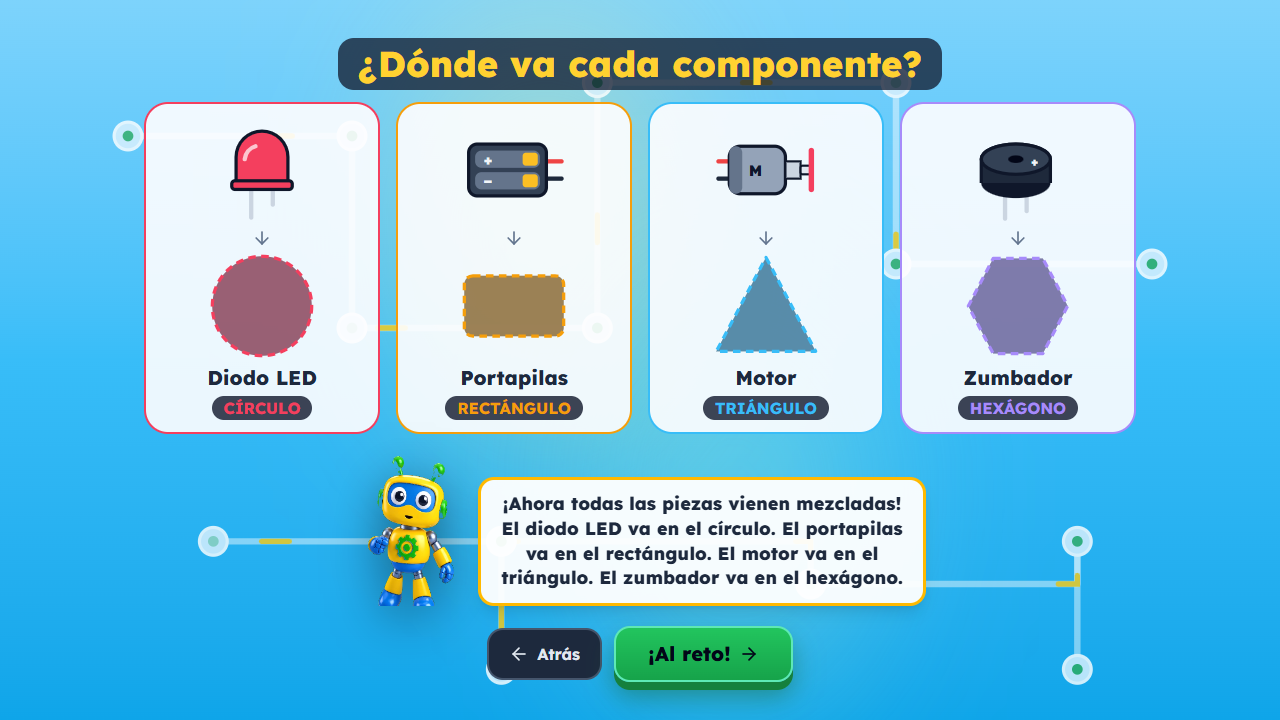 ¿Dónde va cada componente?
M
Diodo LED
CÍRCULO
Portapilas
RECTÁNGULO
Motor
TRIÁNGULO
Zumbador
HEXÁGONO
¡Ahora todas las piezas vienen mezcladas!
El diodo LED va en el círculo. El portapilas
va en el rectángulo. El motor va en el
triángulo. El zumbador va en el hexágono.
← Atrás
¡Al reto! →